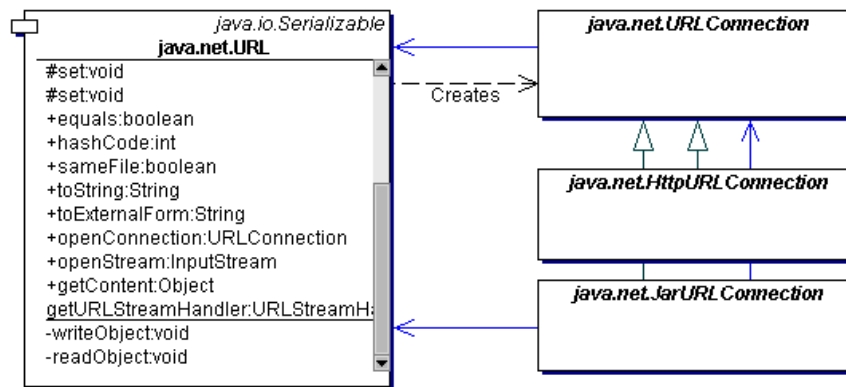 java.io.Serializable
java.net.URL
#set:void
#set:void
+equals:boolean
+hashCode:int
+sameFile:boolean
+toString:String
+toExternalForm:String
+openConnection:URLConnection
+openStream:InputStream
+getContent:Object
getURLStreamHandler:URLStreamHa
-writeObject:void
-readObject:void
Creates
java.net.URLConnection
java.net.HttpURLConnection
java.net.JarURLConnection